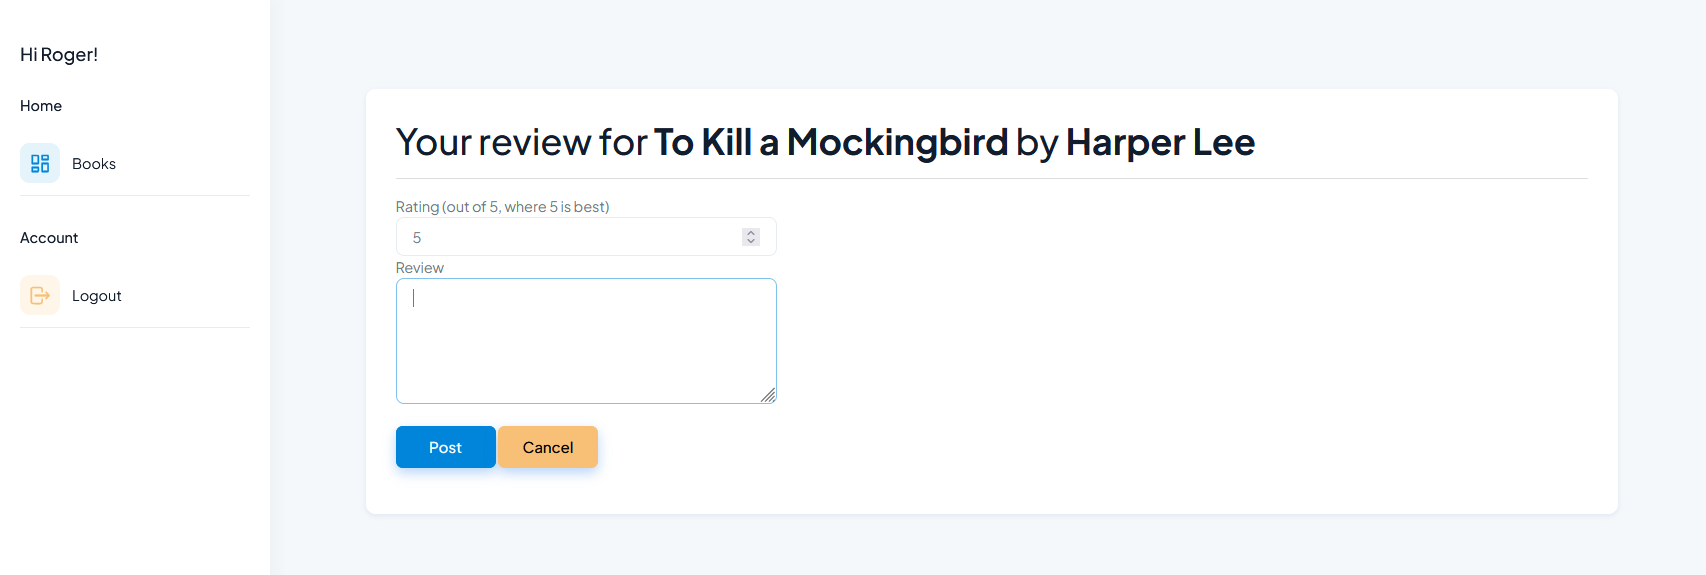 Hi Roger!
Home
Books
Account
Logout
Your review for To Kill a Mockingbird by Harper Lee
Rating (out of 5, where 5 is best)
5
Review
Post
Cancel